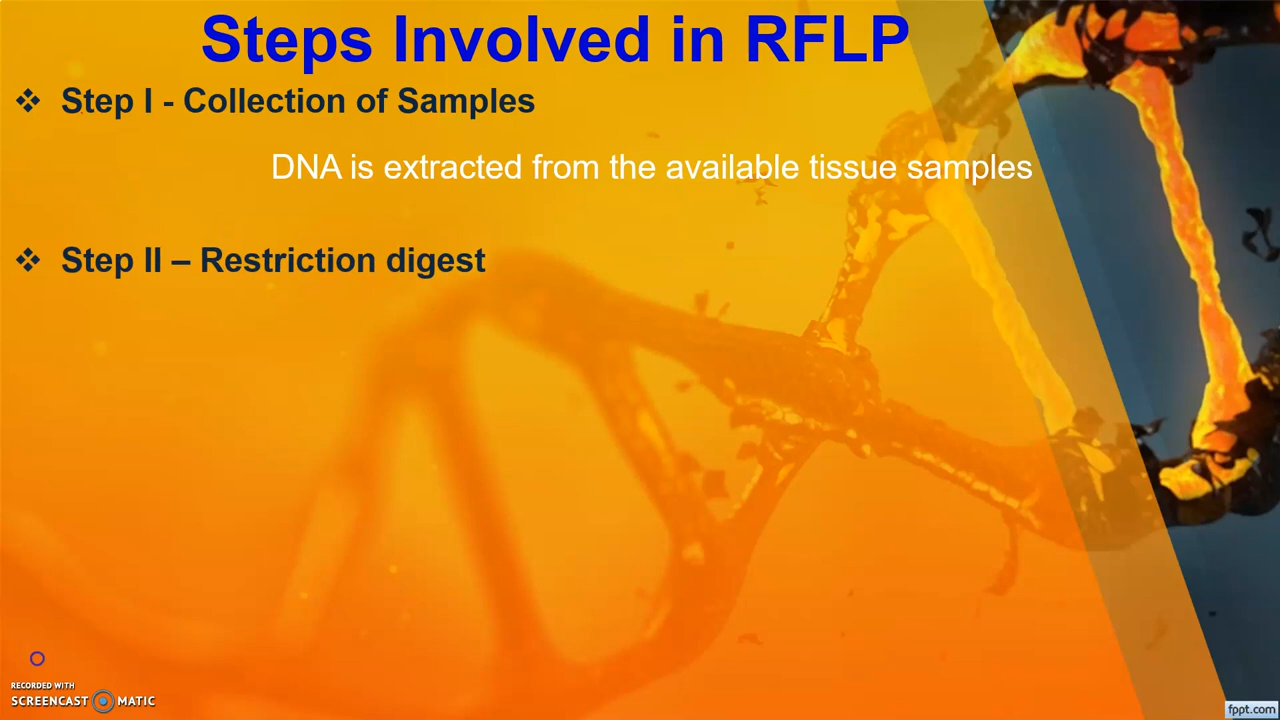 Steps Involved in RFLP
❖ Step I - Collection of Samples
DNA is extracted from the available tissue samples
❖ Step II – Restriction digest
RECORDED WITH
SCREENCAST MATIC
fppt.com